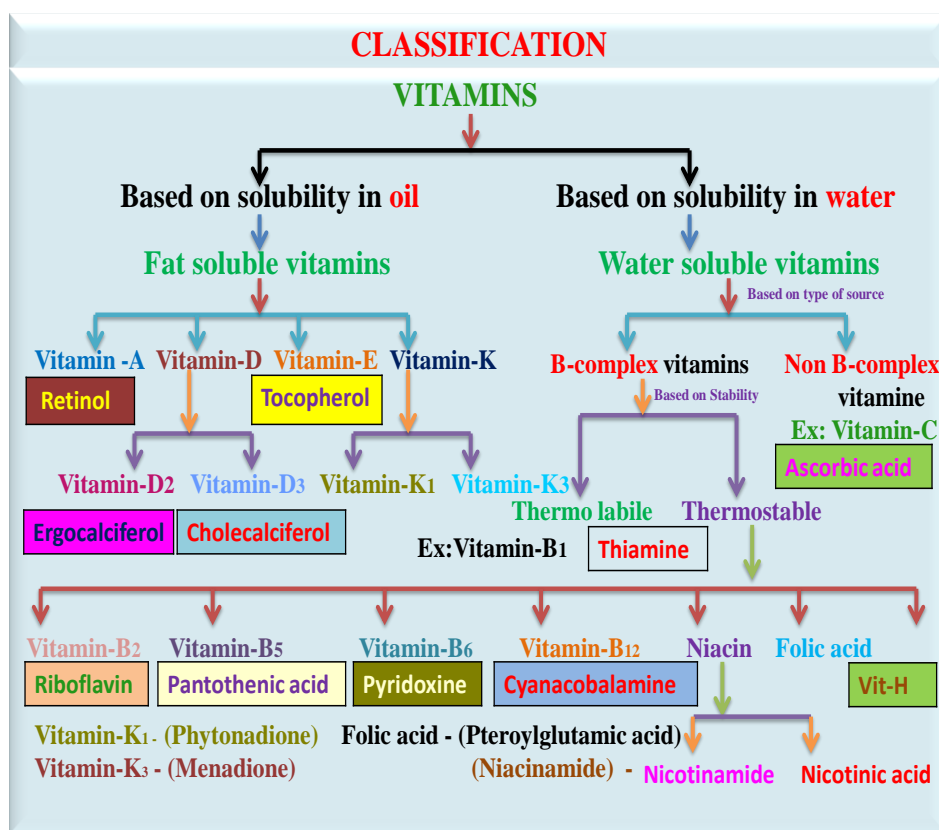 CLASSIFICATION
VITAMINS
Based on solubility in oil
Based on solubility in water
Fat soluble vitamins
Water soluble vitamins
Based on type of source
Vitamin -A
Vitamin-D
Vitamin-E
Vitamin-K
B-complex vitamins
Non B-complex
vitamine
Retinol
Tocopherol
Based on Stability
Ex: Vitamin-C
Ascorbic acid
Vitamin-D2
Vitamin-D3
Vitamin-K1
Vitamin-K3
Thermo labile
Thermostable
Ergocalciferol
Cholecalciferol
Ex:Vitamin-B1
Thiamine
Vitamin-B2
Vitamin-B5
Vitamin-B6
Vitamin-B12
Niacin
Folic acid
Riboflavin
Pantothenic acid
Pyridoxine
Cyanacobalamine
Vit-H
Vitamin-K1- (Phytonadione)
Folic acid - (Pteroylglutamic acid)
Vitamin-K3 - (Menadione)
(Niacinamide) -
Nicotinamide
Nicotinic acid